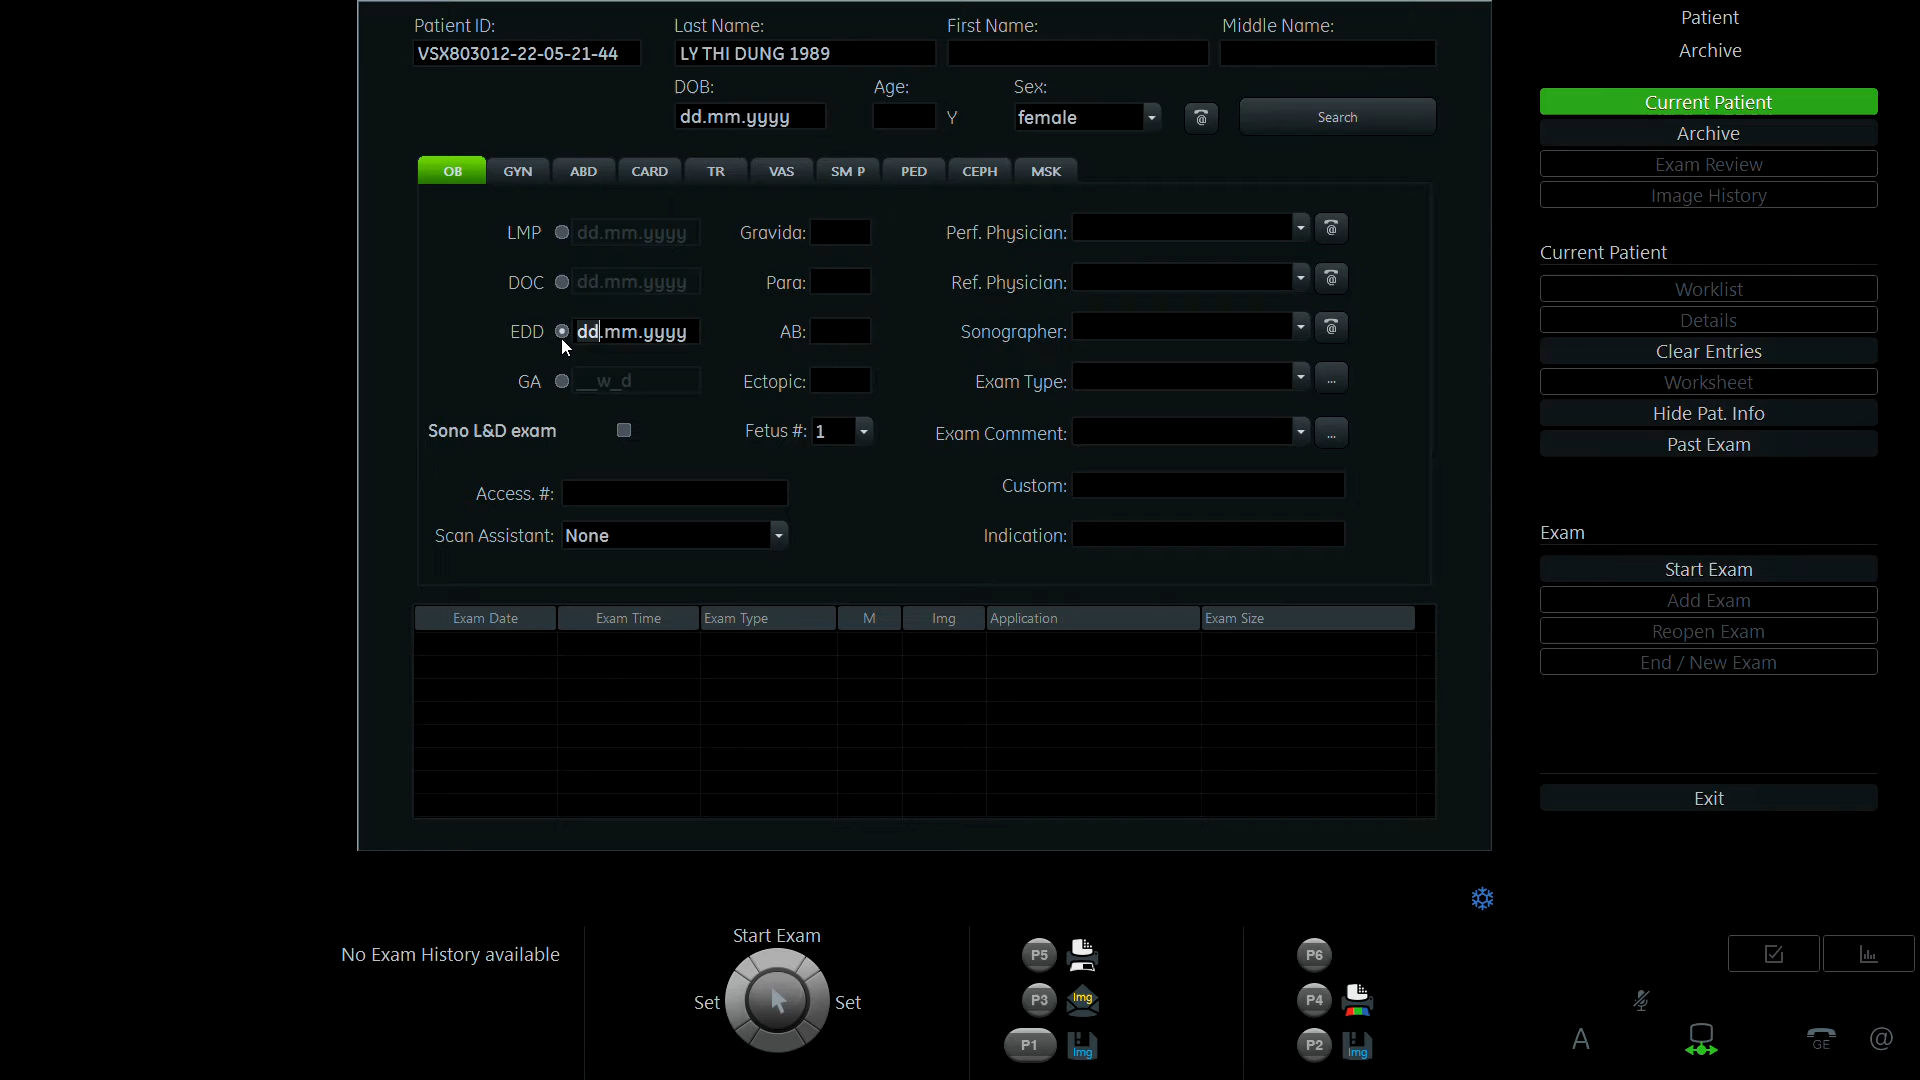 Patient ID: Last Name: First Name: Middle Name:
VSX803012-22-05-21-44 LY THI DUNG 1989
DOB: Age: Sex:
dd.mm.yyyy Y female @ Search
OB GYN ABD CARD TR VAS SM P PED CEPH MSK
LMP dd.mm.yyyy Gravida: Perf. Physician: @
DOC dd.mm.yyyy Para: Ref. Physician: @
EDD dd.mm.yyyy AB: Sonographer: @
GA __w_d Ectopic: Exam Type: ...
Sono L&D exam Fetus #: 1 Exam Comment: ...
Access. #: Custom:
Scan Assistant: None Indication:
Exam Date Exam Time Exam Type M Img Application Exam Size
Patient
Archive
Current Patient
Archive
Exam Review
Image History
Current Patient
Worklist
Details
Clear Entries
Worksheet
Hide Pat. Info
Past Exam
Exam
Start Exam
Add Exam
Reopen Exam
End / New Exam
Exit
No Exam History available
Start Exam
Set Set
P5
P3 Img
P1 Img
P6
P4
P2 Img
A GE @